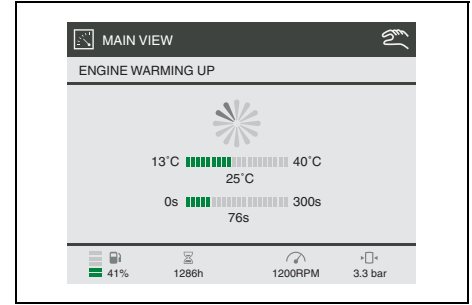 MAIN VIEW
ENGINE WARMING UP
13°C 40°C
25°C
0s 300s
76s
41% 1286h 1200RPM 3.3 bar